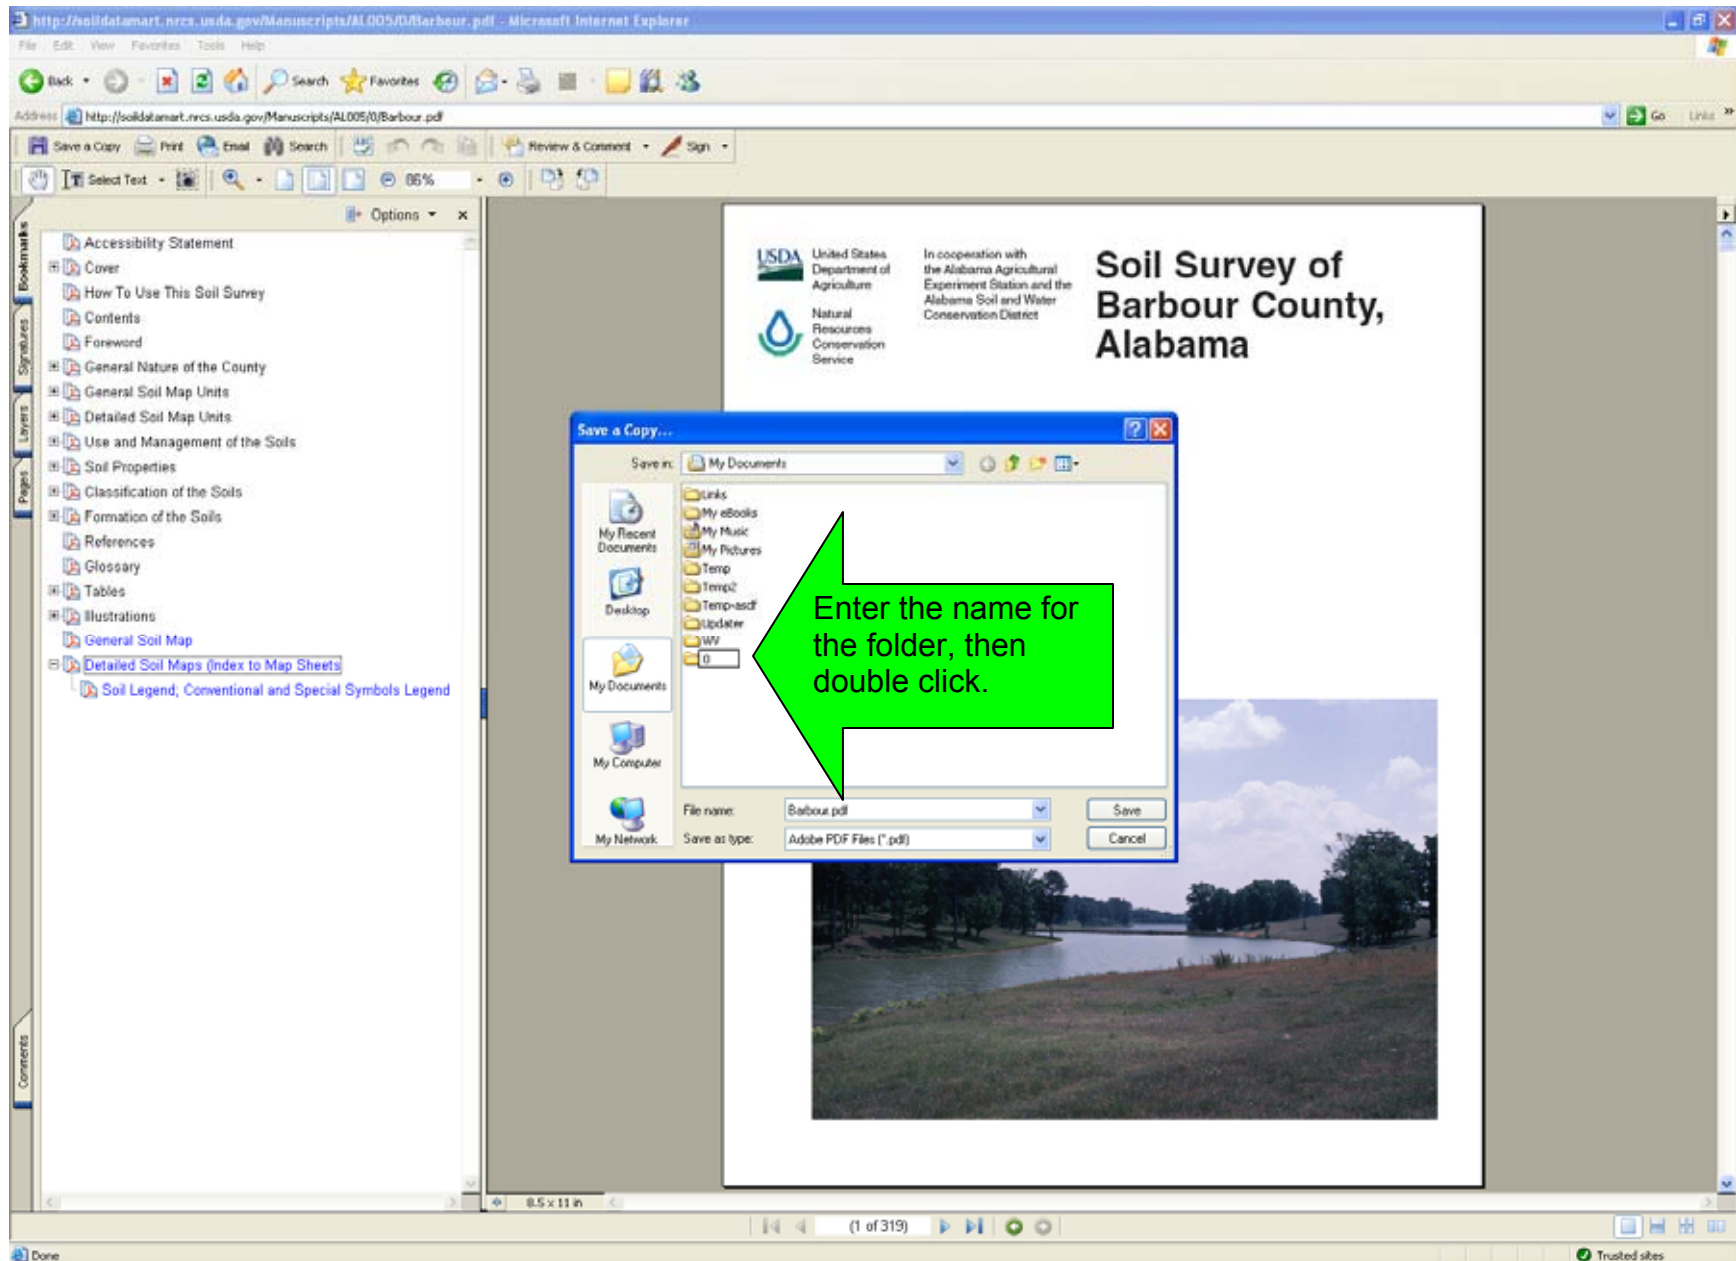 http://soildatamart.nrcs.usda.gov/Manuscripts/AL005/0/Barbour.pdf - Microsoft Internet Explorer
File Edit View Favorites Tools Help
Back Search Favorites
Address http://soildatamart.nrcs.usda.gov/Manuscripts/AL005/0/Barbour.pdf Go Links »
Save a Copy Print Email Search Review & Comment Sign
Select Text 86%
Options x
Bookmarks
Signatures
Layers
Pages
Comments
Accessibility Statement
Cover
How To Use This Soil Survey
Contents
Foreword
General Nature of the County
General Soil Map Units
Detailed Soil Map Units
Use and Management of the Soils
Soil Properties
Classification of the Soils
Formation of the Soils
References
Glossary
Tables
Illustrations
General Soil Map
Detailed Soil Maps (Index to Map Sheets
Soil Legend; Conventional and Special Symbols Legend
USDA
United States
Department of
Agriculture
Natural
Resources
Conservation
Service
In cooperation with
the Alabama Agricultural
Experiment Station and the
Alabama Soil and Water
Conservation District
Soil Survey of
Barbour County,
Alabama
Save a Copy...
Save in: My Documents
My Recent
Documents
Desktop
My Documents
My Computer
My Network
Links
My eBooks
My Music
My Pictures
Temp
Temp2
Temp-asdf
Updater
WV
0
Enter the name for
the folder, then
double click.
File name: Barbour.pdf Save
Save as type: Adobe PDF Files (*.pdf) Cancel
8.5 x 11 in
(1 of 319)
Done Trusted sites